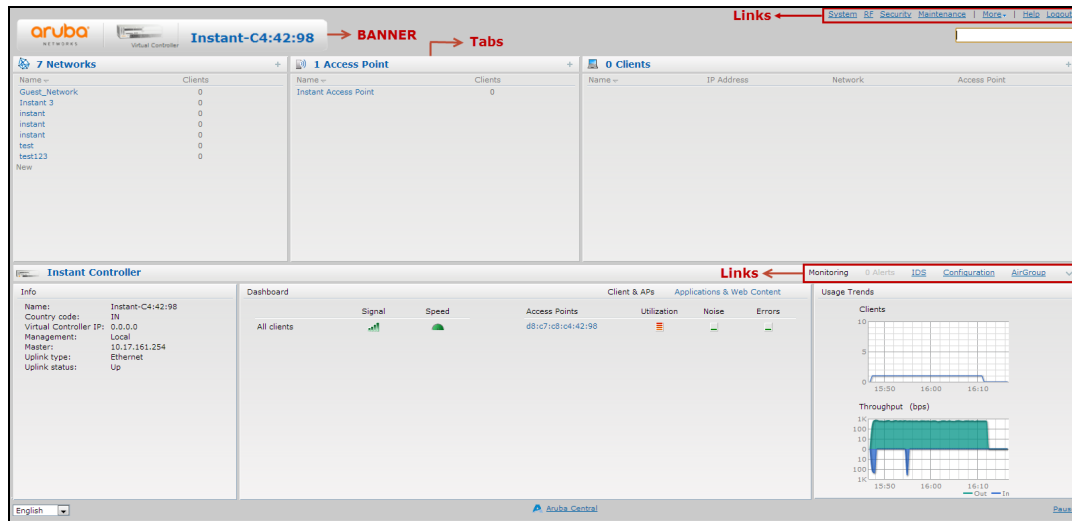 Links
System RF Security Maintenance | More | Help Logout
aruba
NETWORKS
Virtual Controller
Instant-C4:42:98
BANNER
Tabs
7 Networks +
Name Clients
Guest_Network 0
Instant 3 0
instant 0
instant 0
instant 0
test 0
test123 0
New
1 Access Point +
Name Clients
Instant Access Point 0
0 Clients +
Name IP Address Network Access Point
Instant Controller
Links
Monitoring 0 Alerts IDS Configuration AirGroup
Info
Name: Instant-C4:42:98
Country code: IN
Virtual Controller IP: 0.0.0.0
Management: Local
Master: 10.17.161.254
Uplink type: Ethernet
Uplink status: Up
Dashboard Client & APs Applications & Web Content
Signal Speed
All clients
Access Points Utilization Noise Errors
d8:c7:c8:c4:42:98
Usage Trends
Clients
10
5
0
15:50 16:00 16:10
Throughput (bps)
1K
100
10
0
10
100
1K
15:50 16:00 16:10
Out In
English
Aruba Central
Paus